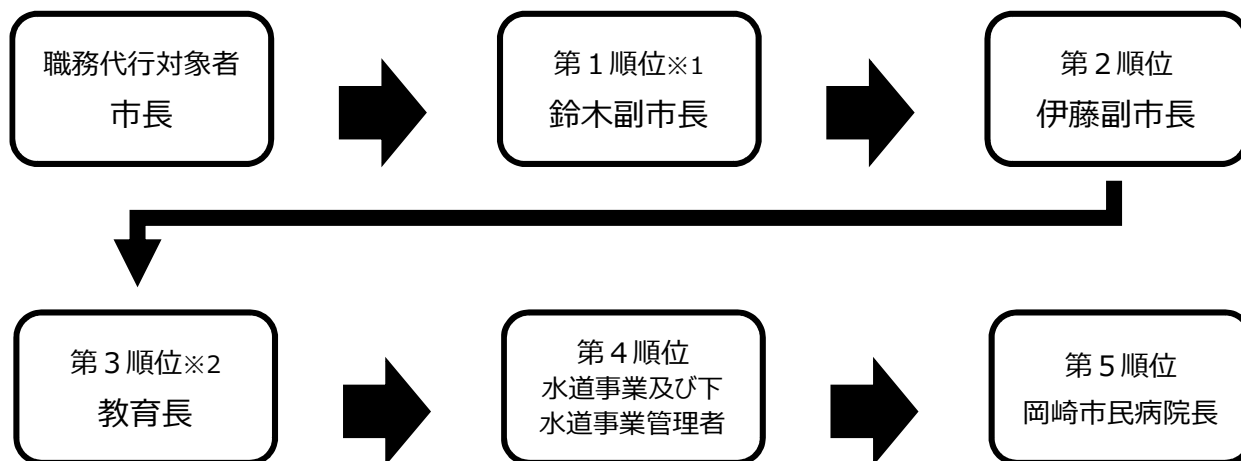 職務代行対象者
市長
第１順位※1
鈴木副市長
第２順位
伊藤副市長
第３順位※2
教育長
第４順位
水道事業及び下
水道事業管理者
第５順位
岡崎市民病院長